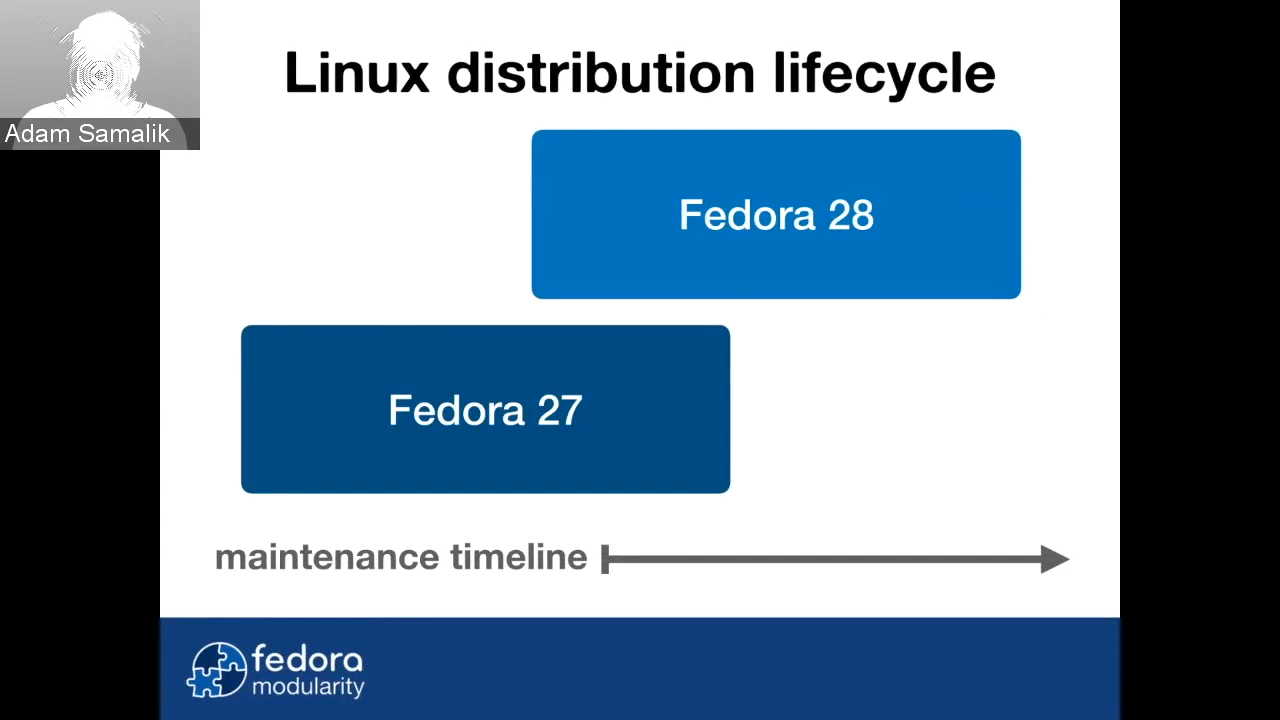 Adam Samalik
Linux distribution lifecycle
Fedora 28
Fedora 27
maintenance timeline
fedora
modularity